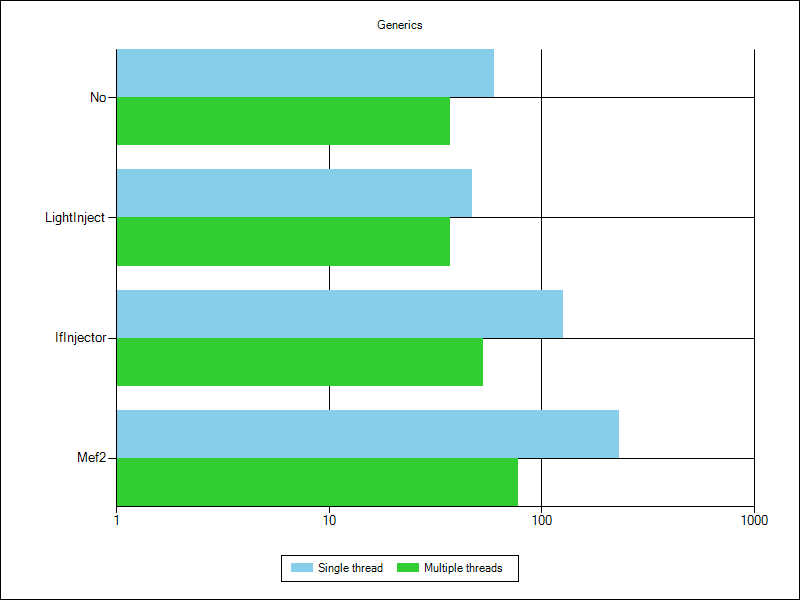 Generics
No
LightInject
IfInjector
Mef2
1 10 100 1000
Single thread Multiple threads